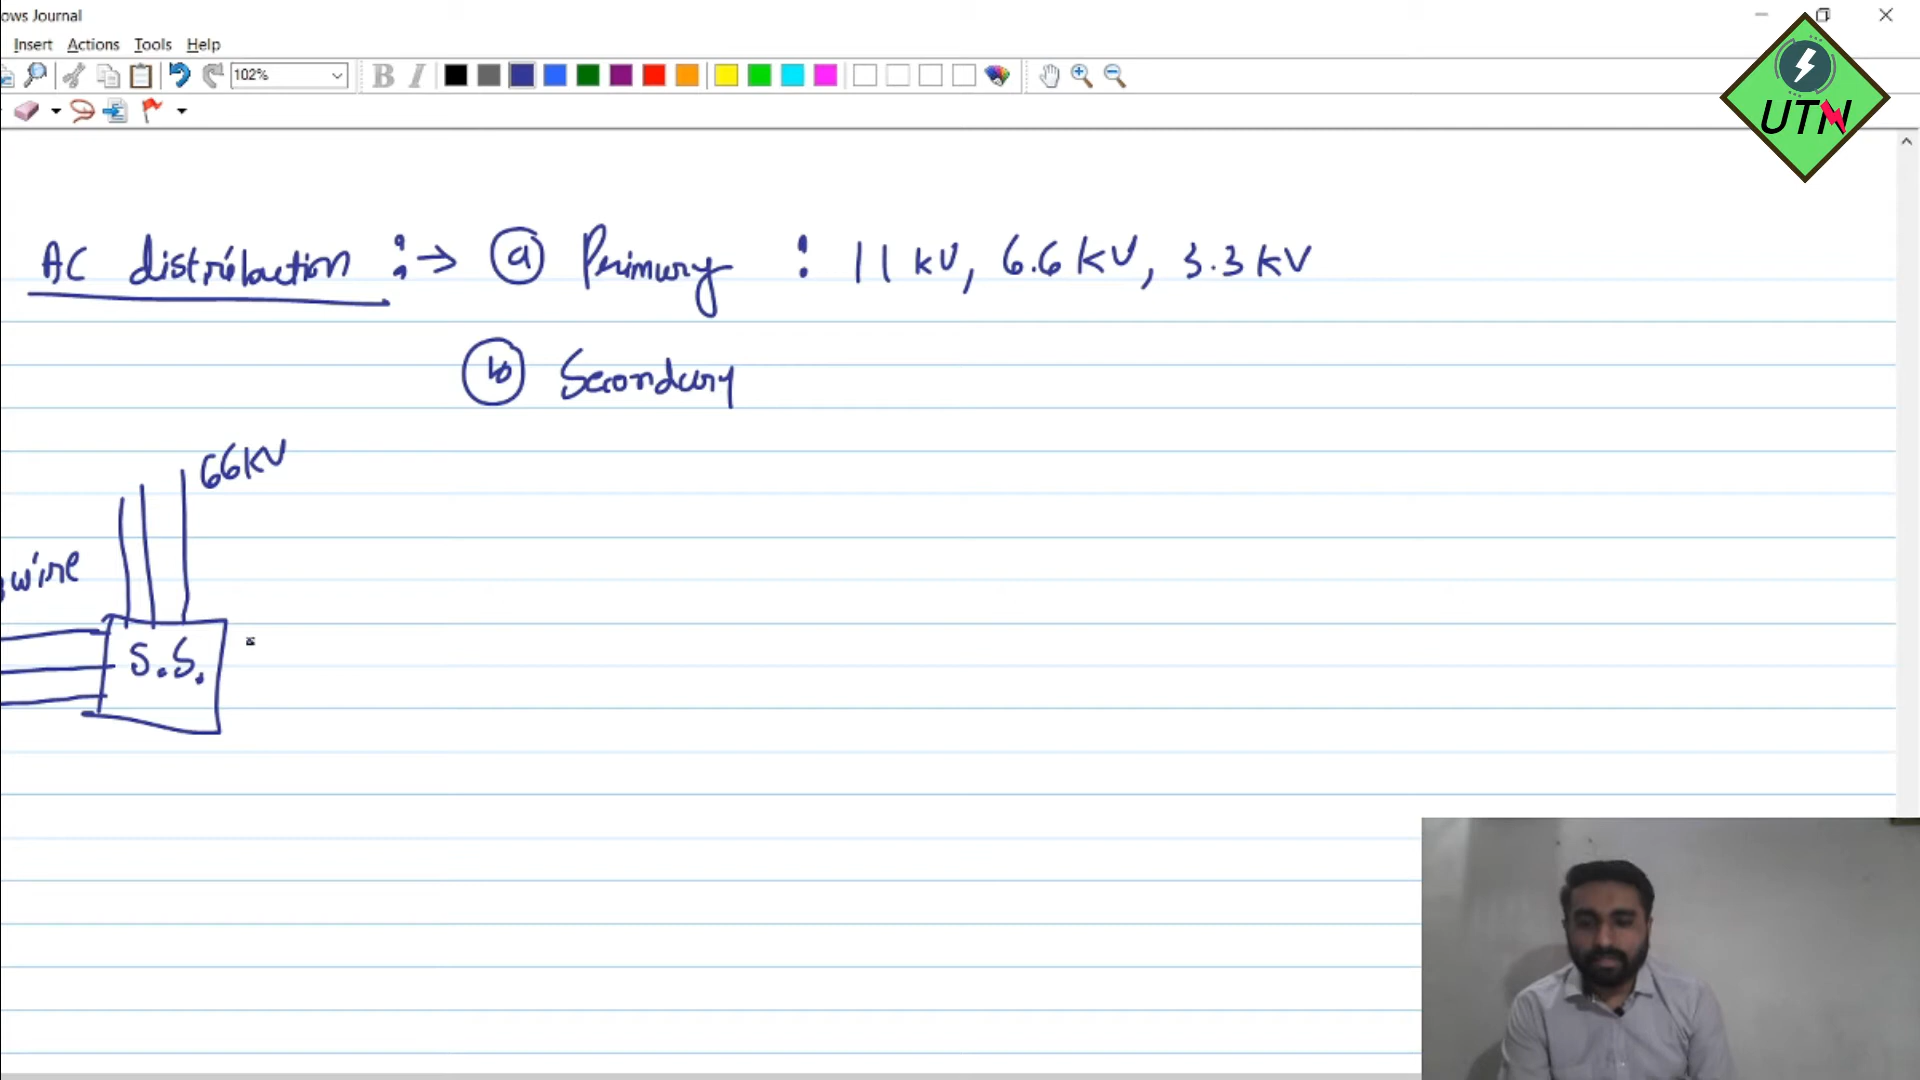 ows Journal
Insert Actions Tools Help
102%
B I
UTN
AC distribution :→ (a) Primary : 11 kV, 6.6 kV, 3.3 kV
(b) Secondary
66kV
wire
S.S.